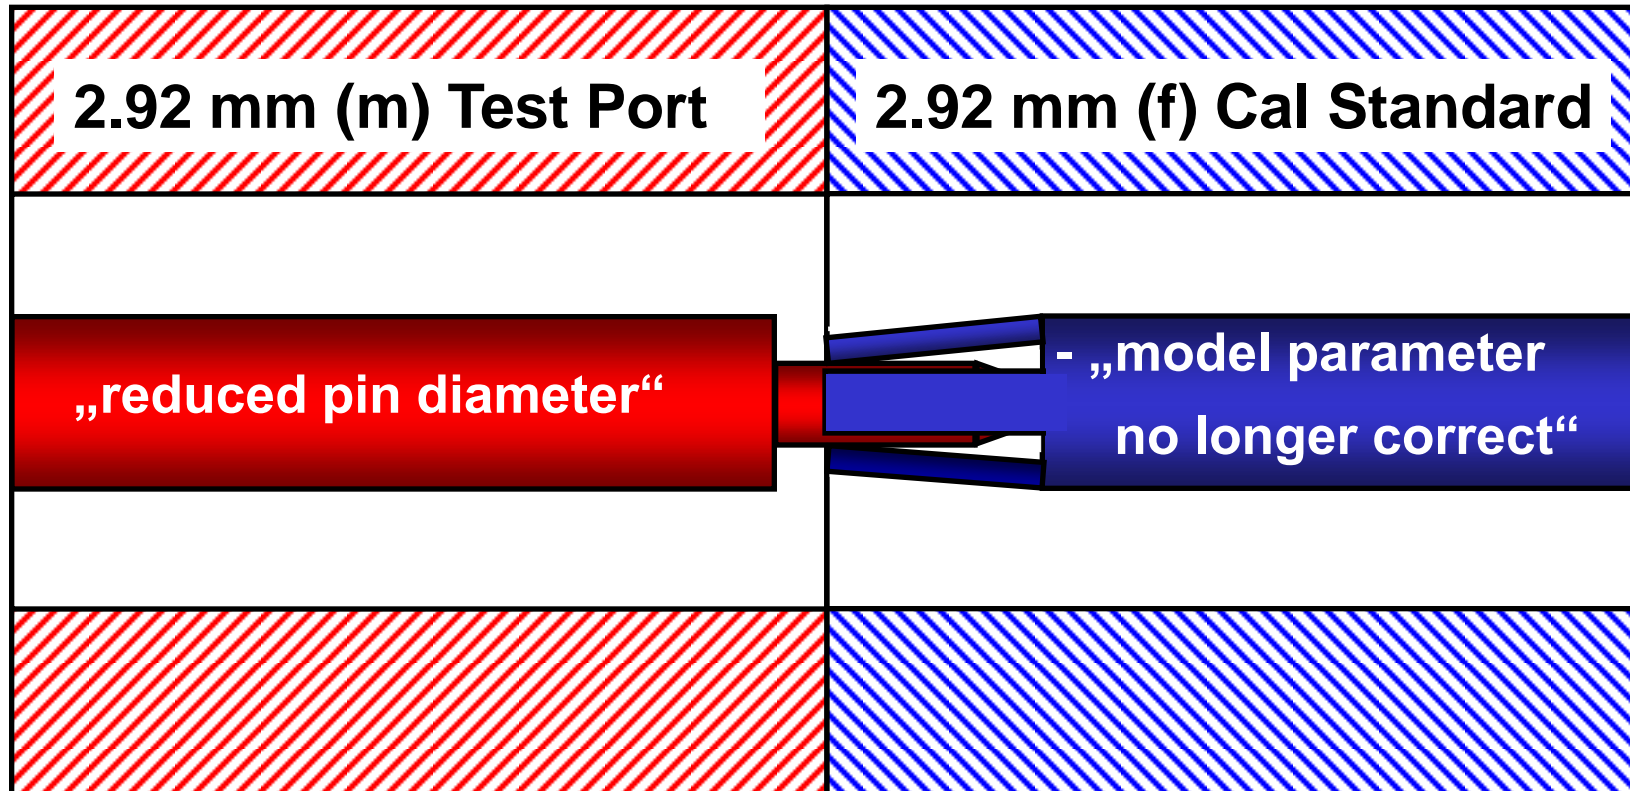 2.92 mm (m) Test Port
2.92 mm (f) Cal Standard
„reduced pin diameter“
- „model parameter
no longer correct“